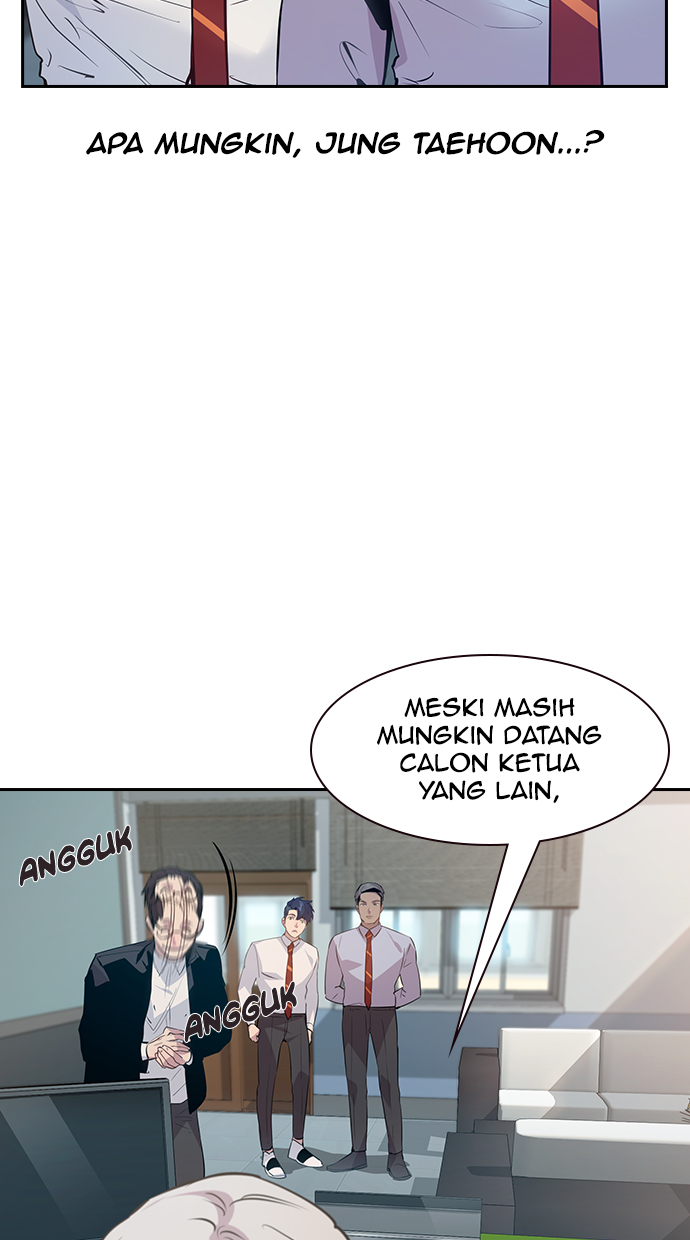 APA MUNGKIN, JUNG TAEHOON...?
MESKI MASIH
MUNGKIN DATANG
CALON KETUA
YANG LAIN,
ANGGUK
ANGGUK